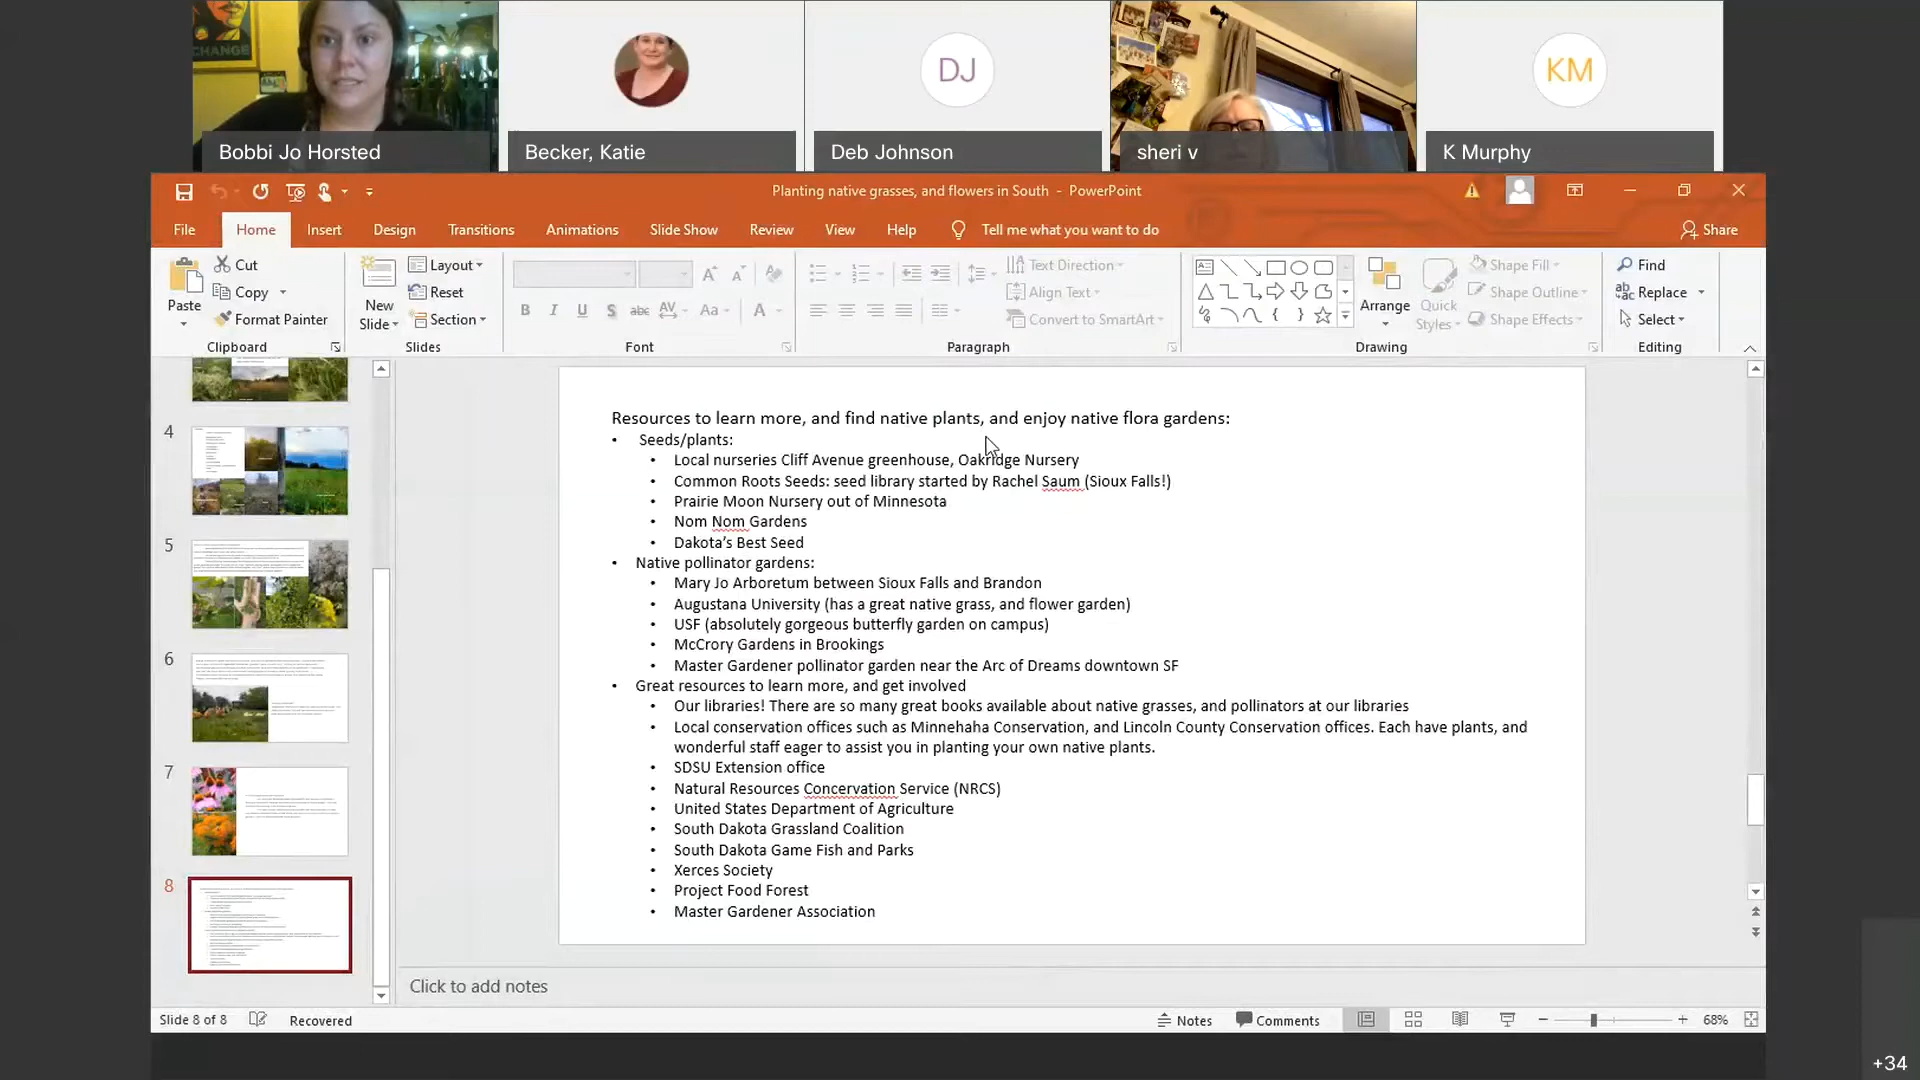 CHANGE
DJ
KM
Bobbi Jo Horsted
Becker, Katie
Deb Johnson
sheri v
K Murphy
Planting native grasses, and flowers in South - PowerPoint
File Home Insert Design Transitions Animations Slide Show Review View Help Tell me what you want to do Share
Cut
Copy
Format Painter
Paste
Clipboard
New Slide
Layout
Reset
Section
Slides
B I U S abc AV Aa A
Font
Text Direction
Align Text
Convert to SmartArt
Paragraph
Arrange
Quick Styles
Shape Fill
Shape Outline
Shape Effects
Drawing
Find
Replace
Select
Editing
4
5
6
7
8
Resources to learn more, and find native plants, and enjoy native flora gardens:
• Seeds/plants:
• Local nurseries Cliff Avenue greenhouse, Oakridge Nursery
• Common Roots Seeds: seed library started by Rachel Saum (Sioux Falls!)
• Prairie Moon Nursery out of Minnesota
• Nom Nom Gardens
• Dakota's Best Seed
• Native pollinator gardens:
• Mary Jo Arboretum between Sioux Falls and Brandon
• Augustana University (has a great native grass, and flower garden)
• USF (absolutely gorgeous butterfly garden on campus)
• McCrory Gardens in Brookings
• Master Gardener pollinator garden near the Arc of Dreams downtown SF
• Great resources to learn more, and get involved
• Our libraries! There are so many great books available about native grasses, and pollinators at our libraries
• Local conservation offices such as Minnehaha Conservation, and Lincoln County Conservation offices. Each have plants, and
wonderful staff eager to assist you in planting your own native plants.
• SDSU Extension office
• Natural Resources Concervation Service (NRCS)
• United States Department of Agriculture
• South Dakota Grassland Coalition
• South Dakota Game Fish and Parks
• Xerces Society
• Project Food Forest
• Master Gardener Association
Click to add notes
Slide 8 of 8 Recovered Notes Comments 68%
+34